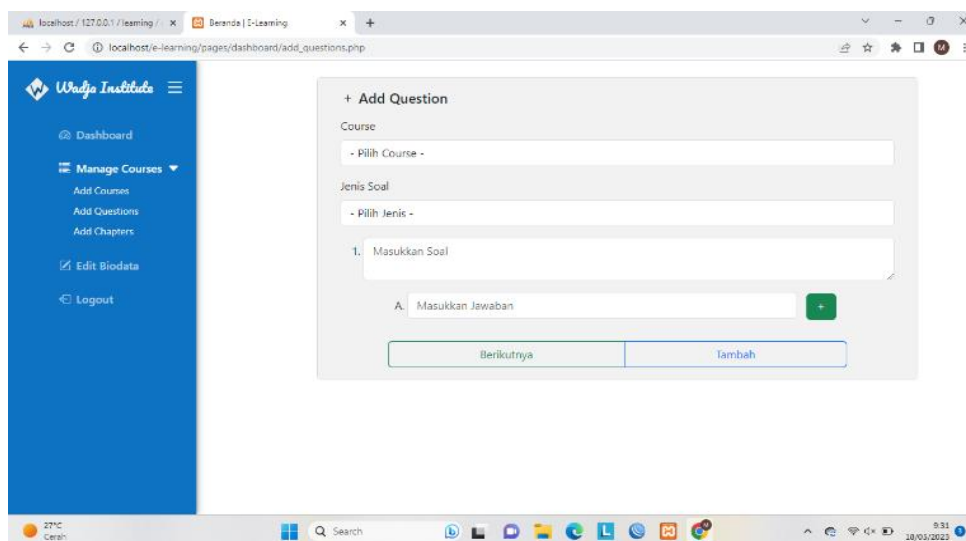 localhost / 127.0.0.1 / learning /
Beranda | E-Learning
localhost/e-learning/pages/dashboard/add_questions.php
M
Wadja Institute
Dashboard
Manage Courses
Add Courses
Add Questions
Add Chapters
Edit Biodata
Logout
+ Add Question
Course
- Pilih Course -
Jenis Soal
- Pilih Jenis -
1. Masukkan Soal
A. Masukkan Jawaban
+
Berikutnya
Tambah
27°C
Cerah
Search
9:31
18/05/2023